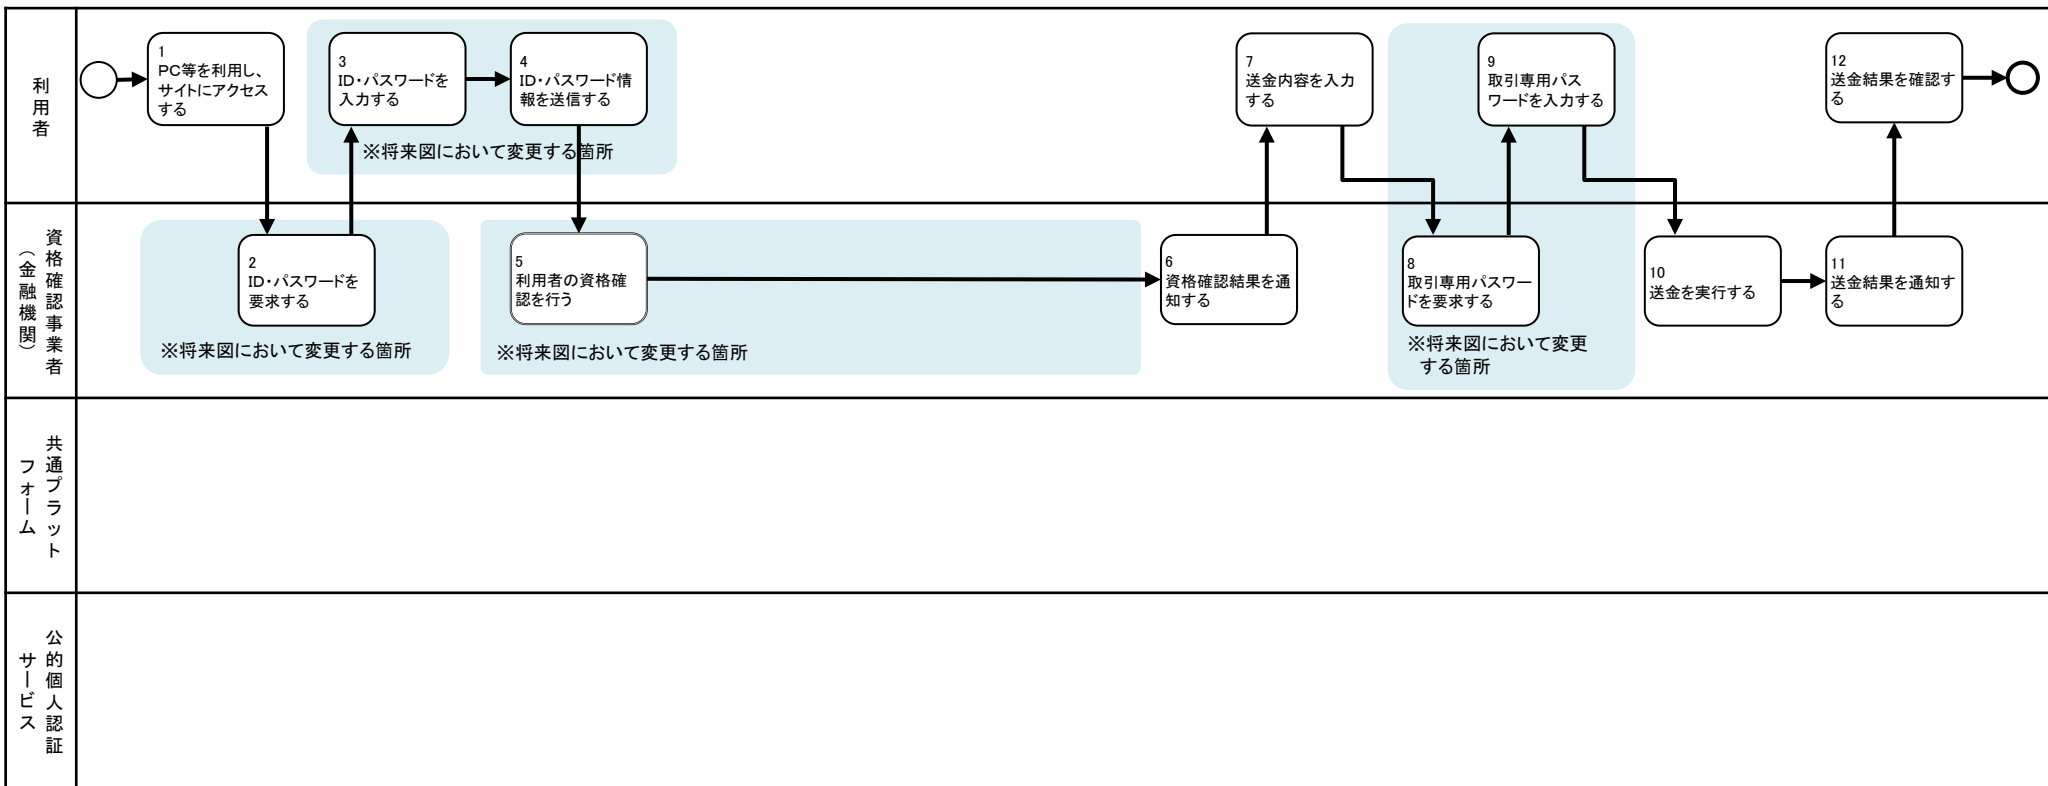 利用者
1
PC等を利用し、
サイトにアクセス
する
3
ID・パスワードを
入力する
4
ID・パスワード情
報を送信する
※将来図において変更する箇所
7
送金内容を入力
する
9
取引専用パス
ワードを入力する
12
送金結果を確認す
る
資格確認事業者
（金融機関）
2
ID・パスワードを
要求する
※将来図において変更する箇所
5
利用者の資格確
認を行う
※将来図において変更する箇所
6
資格確認結果を通
知する
8
取引専用パスワー
ドを要求する
※将来図において変更
する箇所
10
送金を実行する
11
送金結果を通知す
る
共通プラット
フォーム
公的個人認証
サービス